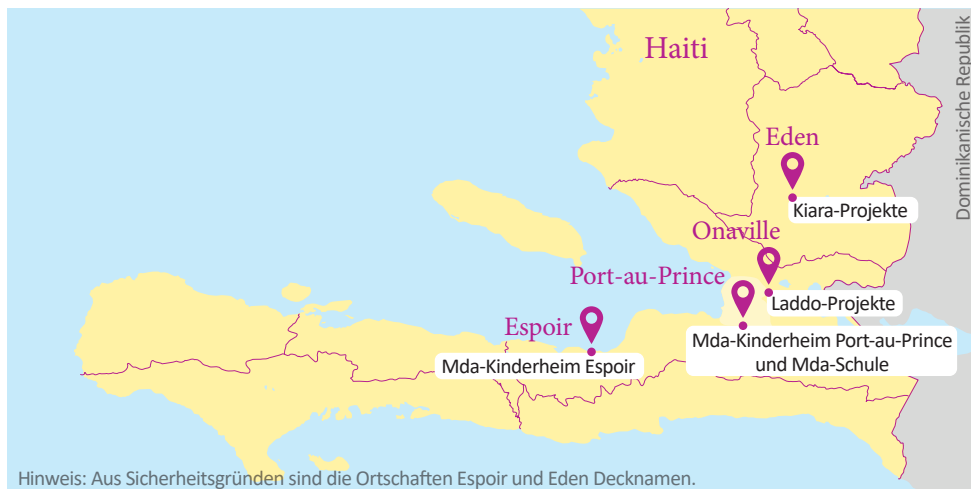 Haiti
Dominikanische Republik
Eden
Kiara-Projekte
Onaville
Laddo-Projekte
Port-au-Prince
Mda-Kinderheim Port-au-Prince
und Mda-Schule
Espoir
Mda-Kinderheim Espoir
Hinweis: Aus Sicherheitsgründen sind die Ortschaften Espoir und Eden Decknamen.